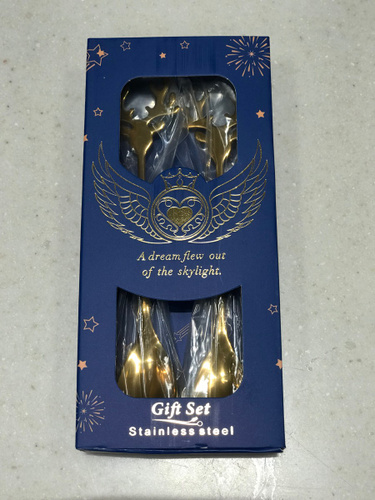 A dream flew out
of the skylight.
Gift Set
Stainless steel